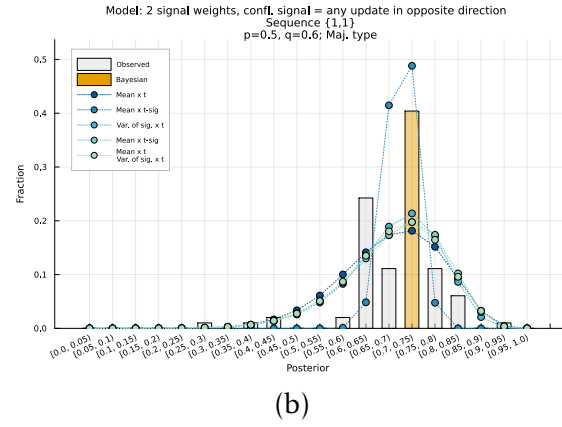 Model: 2 signal weights, confl. signal = any update in opposite direction
Sequence {1,1}
p=0.5, q=0.6; Maj. type
Observed
Bayesian
Mean x t
Mean x t-sig
Var. of sig. x t
Mean x t-sig
Mean x t
Var. of sig. x t
Fraction
0.5
0.4
0.3
0.2
0.1
0.0
[0.0, 0.05)
[0.05, 0.1)
[0.1, 0.15)
[0.15, 0.2)
[0.2, 0.25)
[0.25, 0.3)
[0.3, 0.35)
[0.35, 0.4)
[0.4, 0.45)
[0.45, 0.5)
[0.5, 0.55)
[0.55, 0.6)
[0.6, 0.65)
[0.65, 0.7)
[0.7, 0.75)
[0.75, 0.8)
[0.8, 0.85)
[0.85, 0.9)
[0.9, 0.95)
[0.95, 1.0)
Posterior
(b)